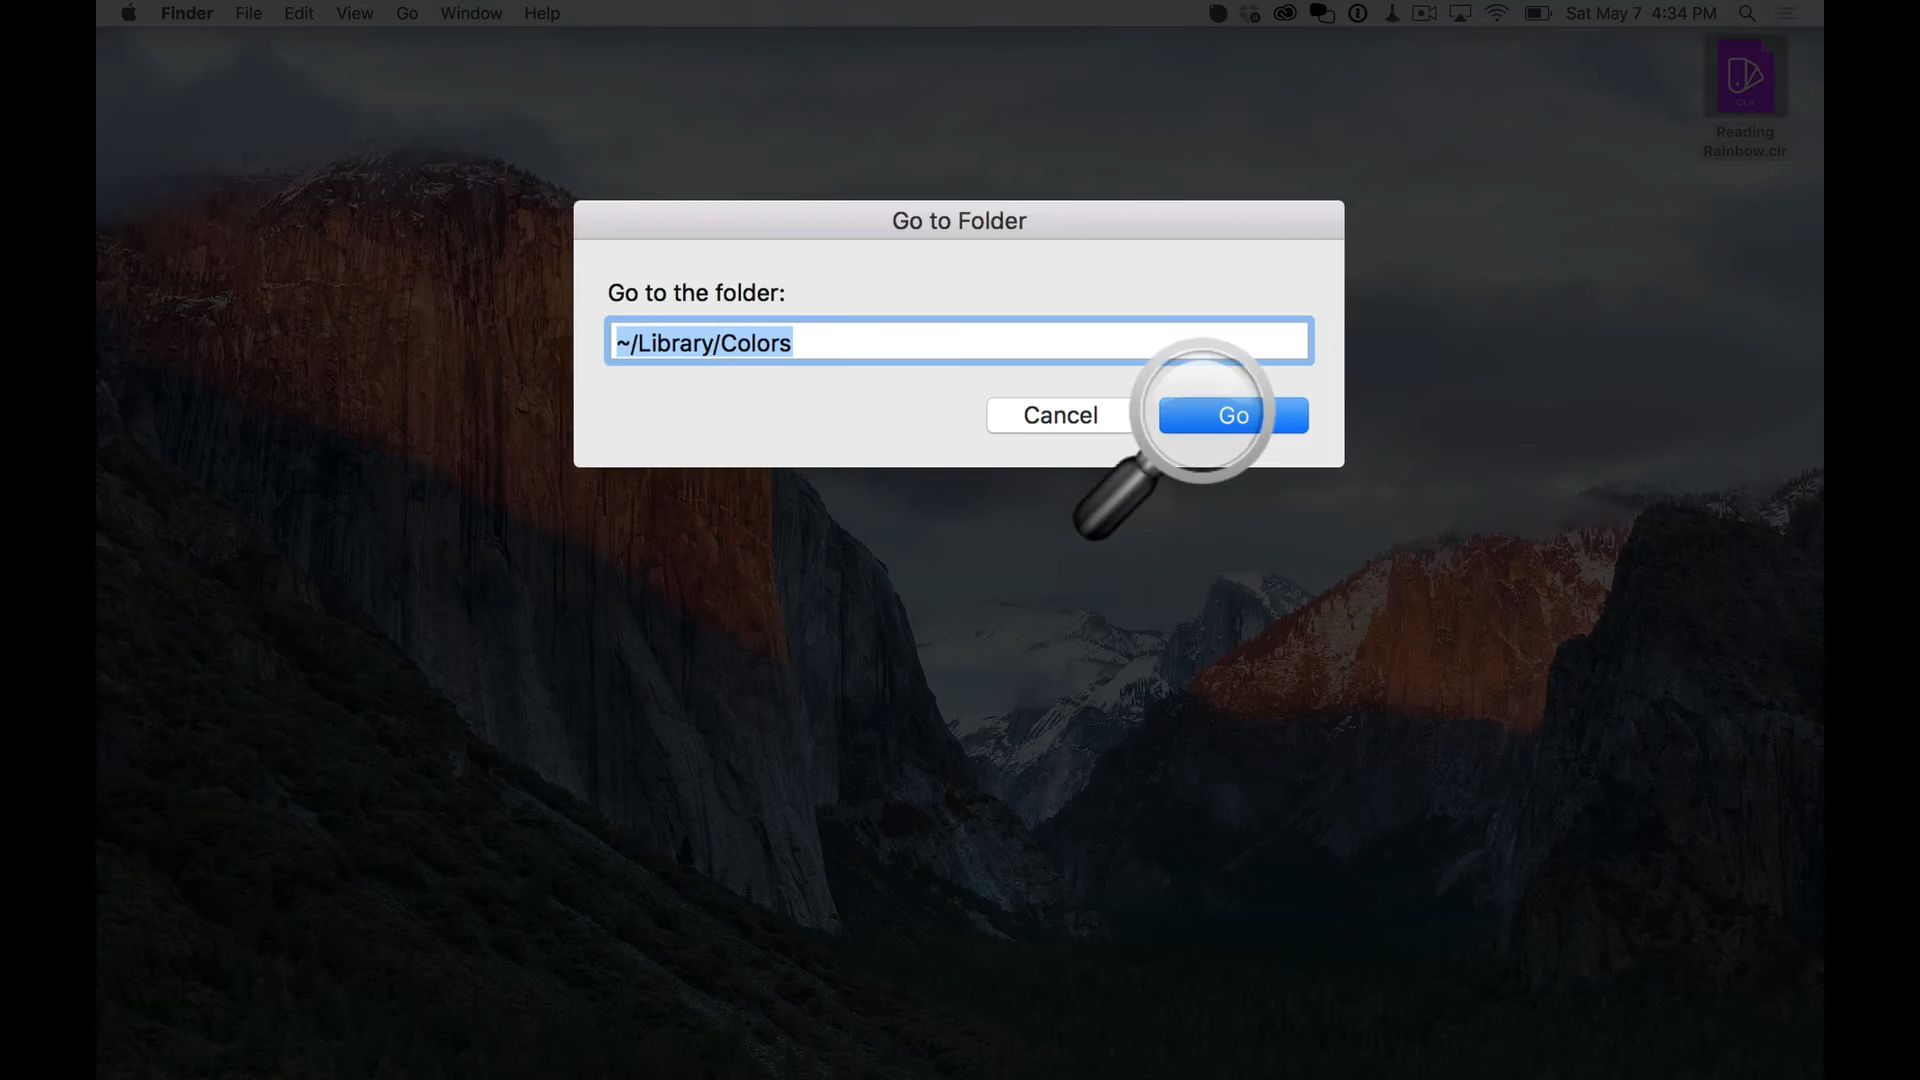 Finder File Edit View Go Window Help Sat May 7 4:34 PM
CLR
Reading
Rainbow.clr
Go to Folder
Go to the folder:
~/Library/Colors
Cancel Go